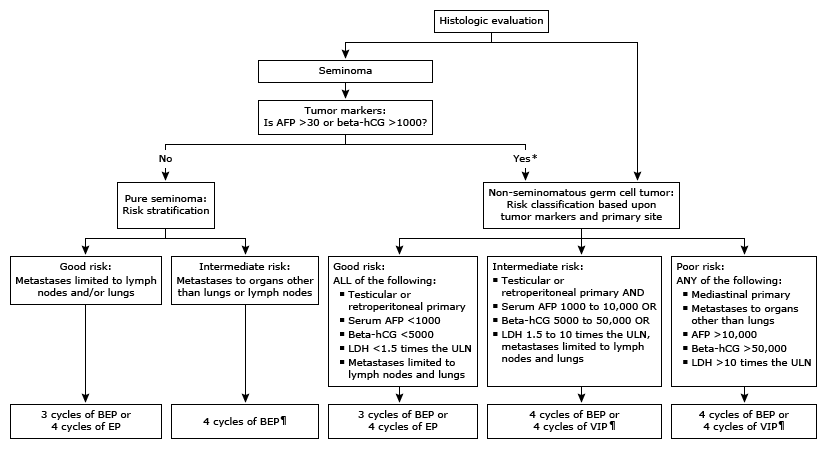 Histologic evaluation
Seminoma
Tumor markers:
Is AFP >30 or beta-hCG >1000?
No
Yes*
Pure seminoma:
Risk stratification
Non-seminomatous germ cell tumor:
Risk classification based upon
tumor markers and primary site
Good risk:
Metastases limited to lymph
nodes and/or lungs
Intermediate risk:
Metastases to organs other
than lungs or lymph nodes
Good risk:
ALL of the following:
▪ Testicular or
retroperitoneal primary
▪ Serum AFP <1000
▪ Beta-hCG <5000
▪ LDH <1.5 times the ULN
▪ Metastases limited to
lymph nodes and lungs
Intermediate risk:
▪ Testicular or
retroperitoneal primary AND
▪ Serum AFP 1000 to 10,000 OR
▪ Beta-hCG 5000 to 50,000 OR
▪ LDH 1.5 to 10 times the ULN,
metastases limited to lymph
nodes and lungs
Poor risk:
ANY of the following:
▪ Mediastinal primary
▪ Metastases to organs
other than lungs
▪ AFP >10,000
▪ Beta-hCG >50,000
▪ LDH >10 times the ULN
3 cycles of BEP or
4 cycles of EP
4 cycles of BEP¶
3 cycles of BEP or
4 cycles of EP
4 cycles of BEP or
4 cycles of VIP¶
4 cycles of BEP or
4 cycles of VIP¶